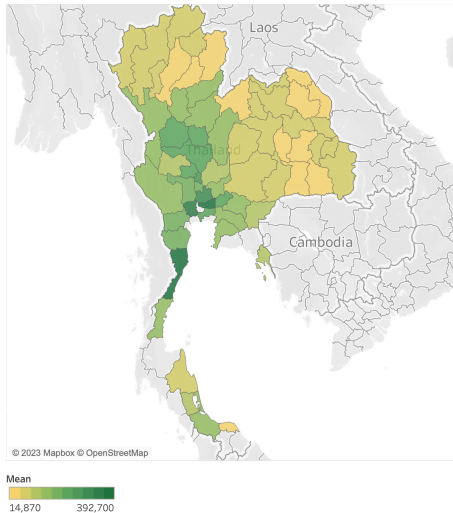 Laos
Thailand
Cambodia
© 2023 Mapbox © OpenStreetMap
Mean
14,870 392,700